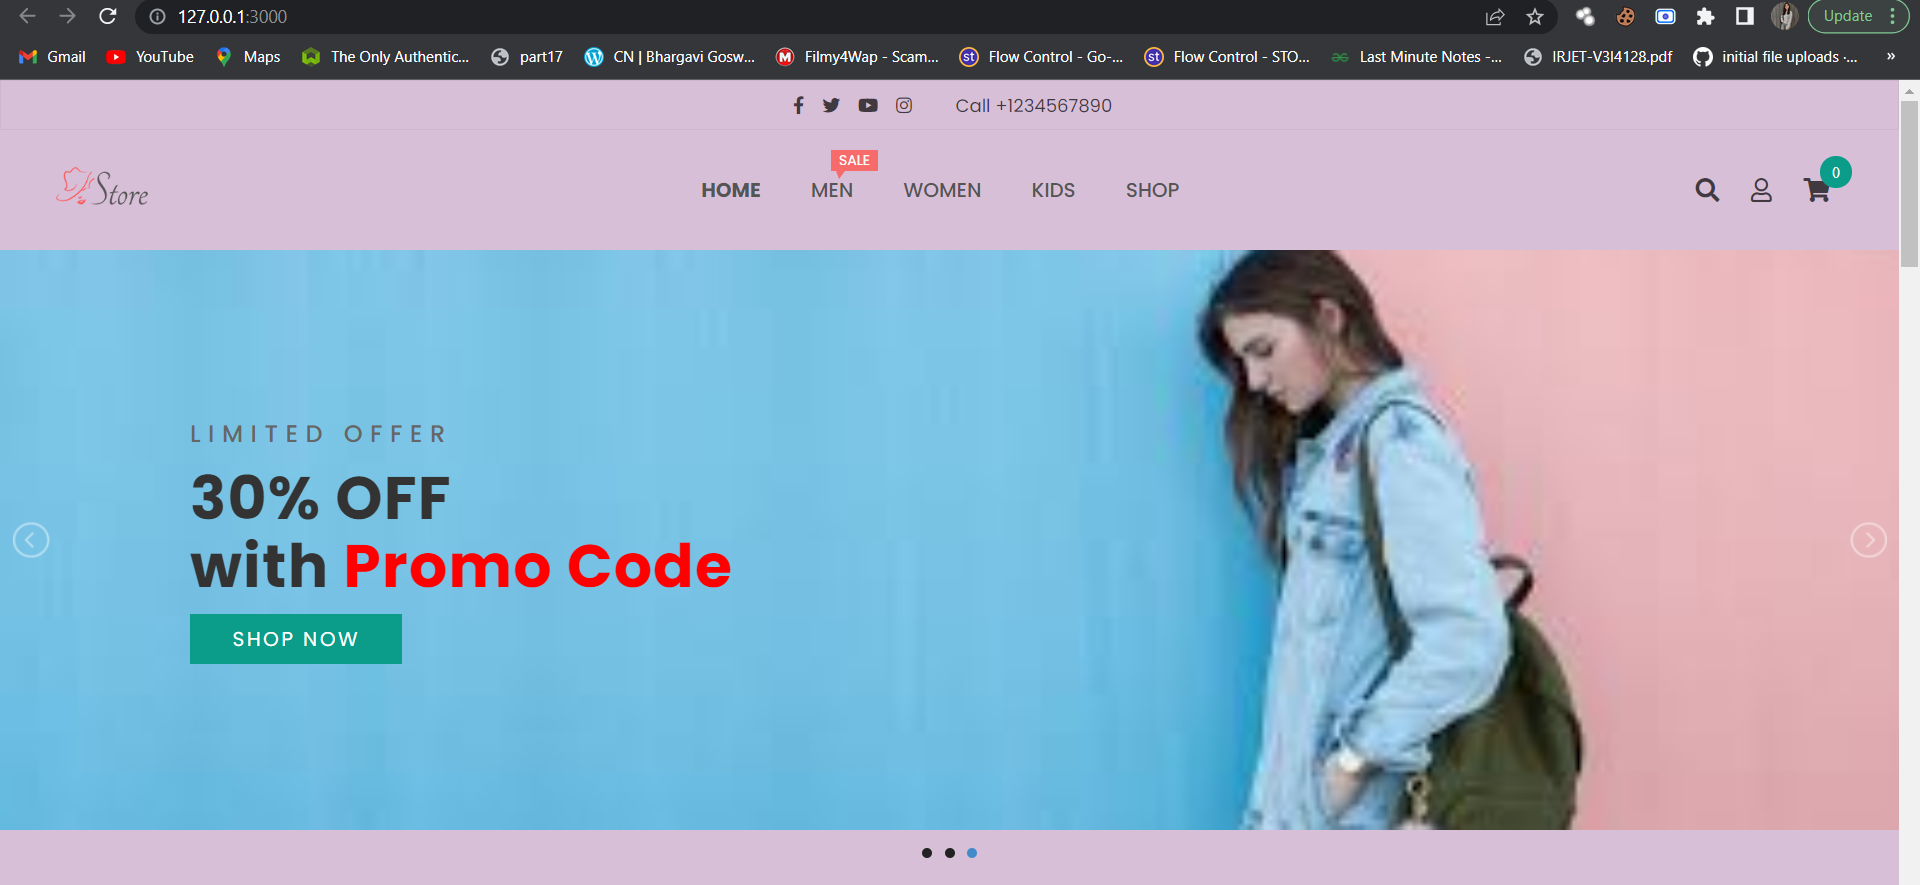 127.0.0.1:3000
Update
Gmail
YouTube
Maps
The Only Authentic...
part17
CN | Bhargavi Gosw...
Filmy4Wap - Scam...
Flow Control - Go-...
Flow Control - STO...
Last Minute Notes -...
IRJET-V3I4128.pdf
initial file uploads ·...
»
Call +1234567890
Store
HOME
SALE
MEN
WOMEN
KIDS
SHOP
0
LIMITED OFFER
30% OFF
with Promo Code
SHOP NOW